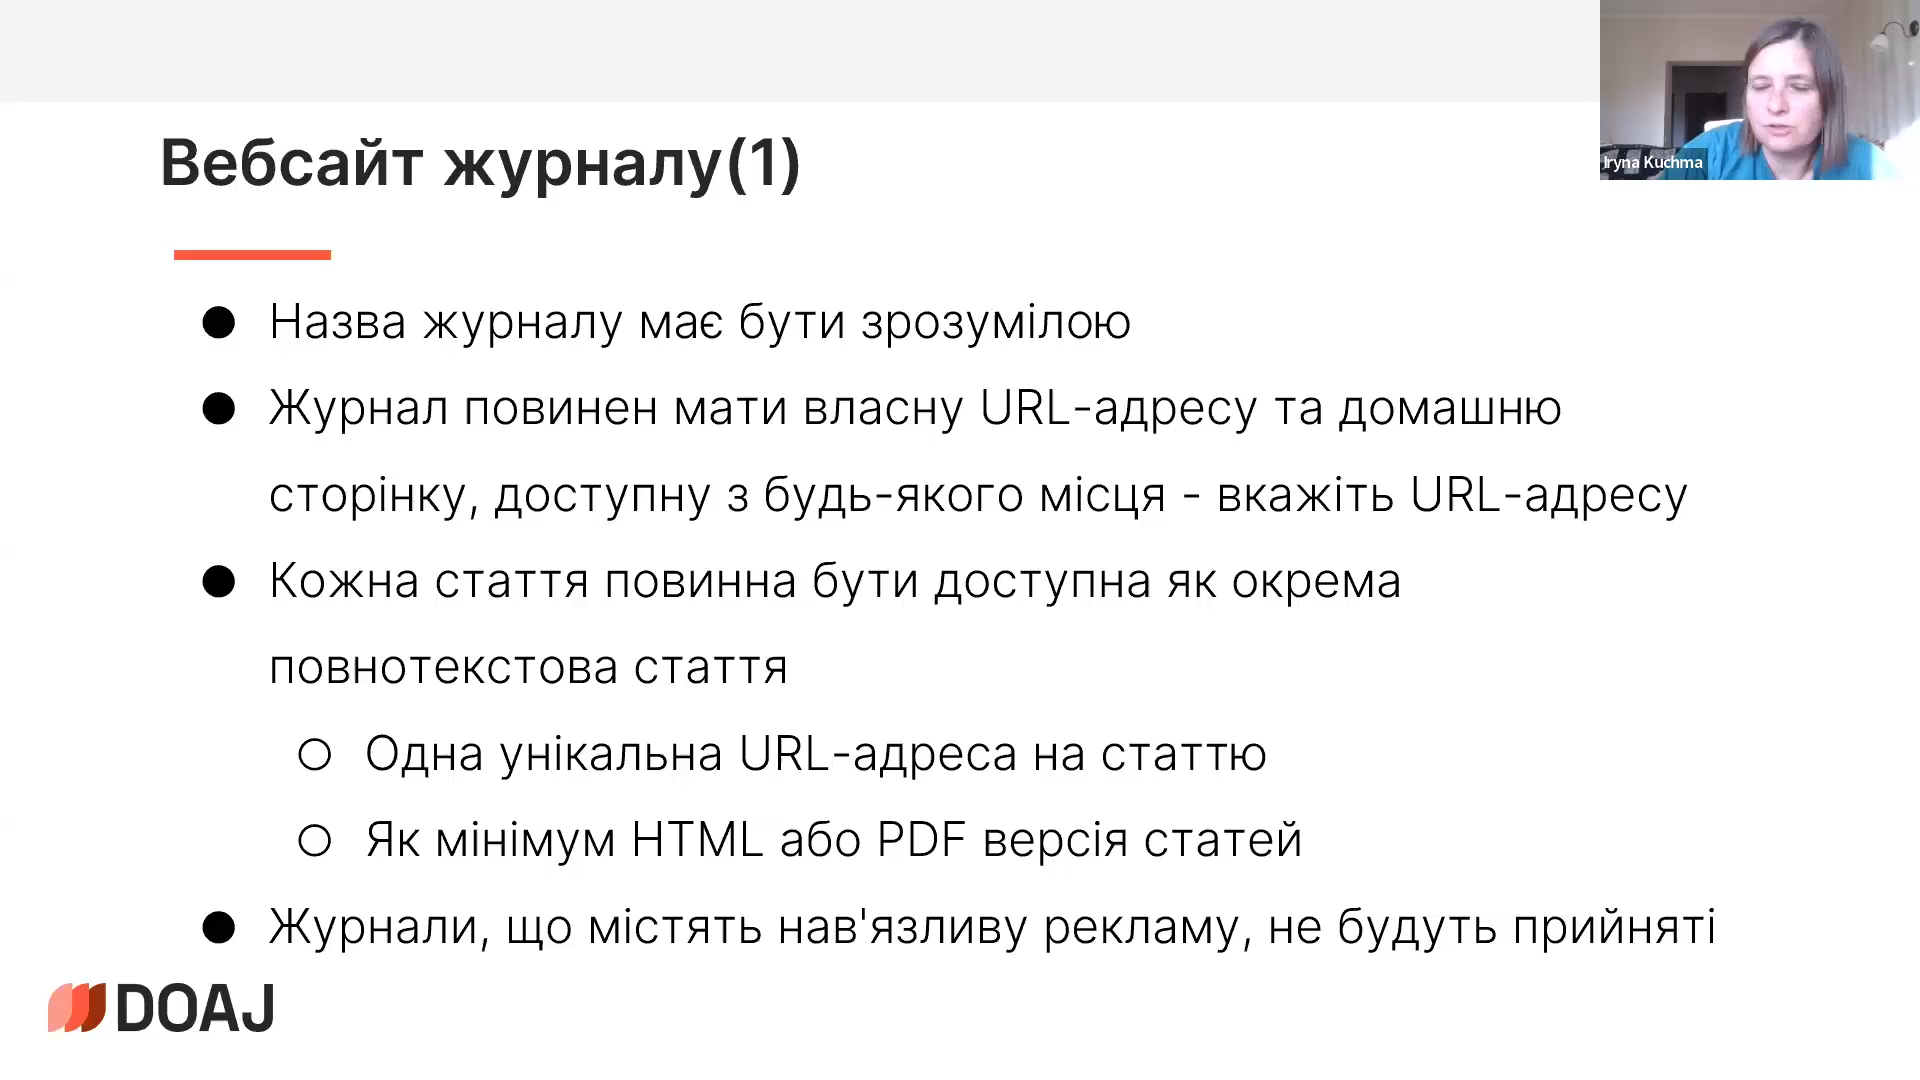 Вебсайт журналу(1)
Iryna Kuchma
● Назва журналу має бути зрозумілою
● Журнал повинен мати власну URL-адресу та домашню
сторінку, доступну з будь-якого місця - вкажіть URL-адресу
● Кожна стаття повинна бути доступна як окрема
повнотекстова стаття
○ Одна унікальна URL-адреса на статтю
○ Як мінімум HTML або PDF версія статей
● Журнали, що містять нав'язливу рекламу, не будуть прийняті
DOAJ